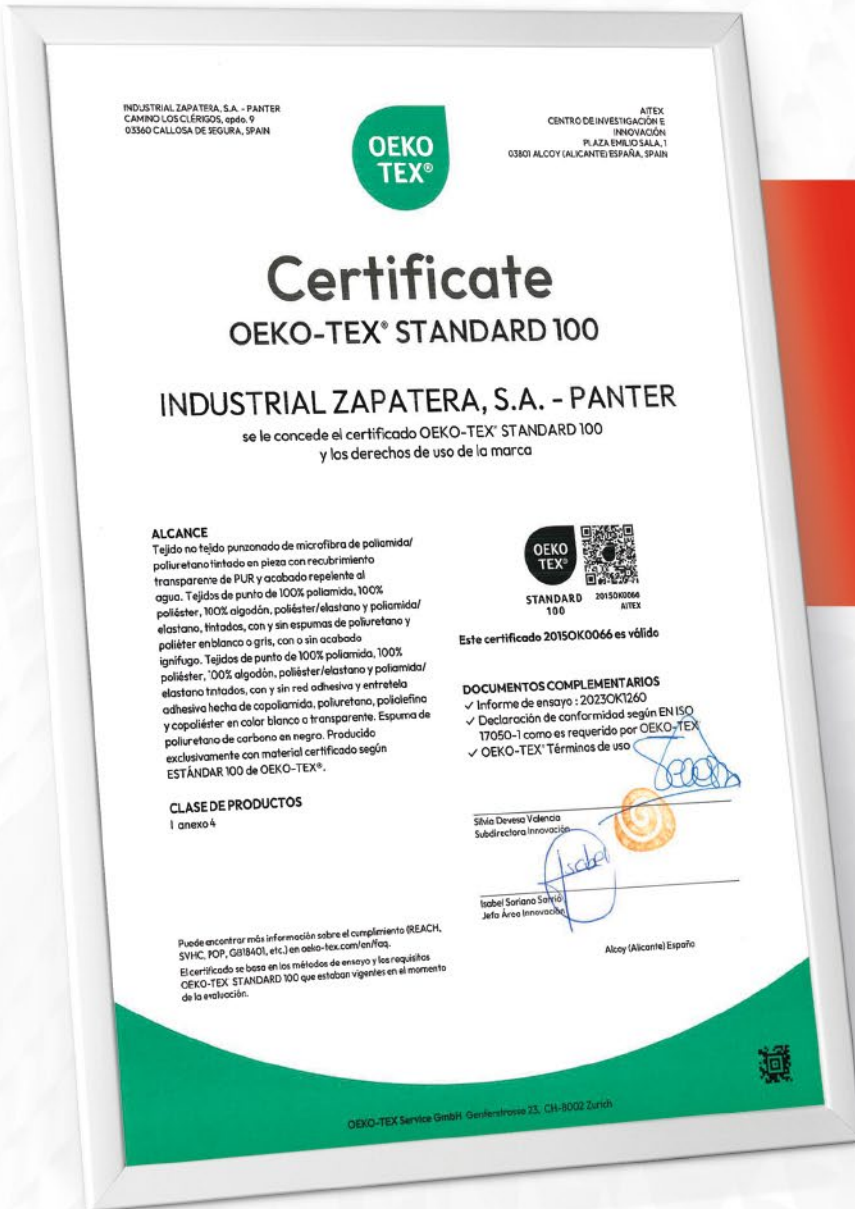 INDUSTRIAL ZAPATERA, S.A. - PANTER
CAMINO LOS CLÉRIGOS, apdo. 9
03360 CALLOSA DE SEGURA, SPAIN
OEKO
TEX®
AITEX
CENTRO DE INVESTIGACIÓN E
INNOVACIÓN
PLAZA EMILIO SALA, 1
03801 ALCOY (ALICANTE) ESPAÑA, SPAIN
Certificate
OEKO-TEX® STANDARD 100
INDUSTRIAL ZAPATERA, S.A. - PANTER
se le concede el certificado OEKO-TEX® STANDARD 100
y los derechos de uso de la marca
ALCANCE
Tejido no tejido punzonado de microfibra de poliamida/
poliuretano tintado en pieza con recubrimiento
transparente de PUR y acabado repelente al
agua. Tejidos de punto de 100% poliamida, 100%
poliéster, 100% algodón, poliéster/elastano y poliamida/
elastano, tintados, con y sin espumas de poliuretano y
poliéter en blanco o gris, con o sin acabado
ignífugo. Tejidos de punto de 100% poliamida, 100%
poliéster, 100% algodón, poliéster/elastano y poliamida/
elastano tintados, con y sin red adhesiva y entretela
adhesiva hecha de copoliamida, poliuretano, poliolefina
y copoliéster en color blanco o transparente. Espuma de
poliuretano de carbono en negro. Producido
exclusivamente con material certificado según
ESTÁNDAR 100 de OEKO-TEX®.
CLASE DE PRODUCTOS
I anexo 4
OEKO
TEX®
STANDARD
100
2015OK0066
AITEX
Este certificado 2015OK0066 es válido
DOCUMENTOS COMPLEMENTARIOS
✓ Informe de ensayo : 2023OK1260
✓ Declaración de conformidad según EN ISO
17050-1 como es requerido por OEKO-TEX
✓ OEKO-TEX® Términos de uso
Silvia Devesa Valencia
Subdirectora Innovación
Isabel
Isabel Soriano Sarrió
Jefa Área Innovación
Alcoy (Alicante) España
Puede encontrar más información sobre el cumplimiento (REACH,
SVHC, POP, GB18401, etc.) en oeko-tex.com/en/faq.
El certificado se basa en los métodos de ensayo y los requisitos
OEKO-TEX® STANDARD 100 que estaban vigentes en el momento
de la evaluación.
OEKO-TEX Service GmbH Genferstrasse 23, CH-8002 Zurich